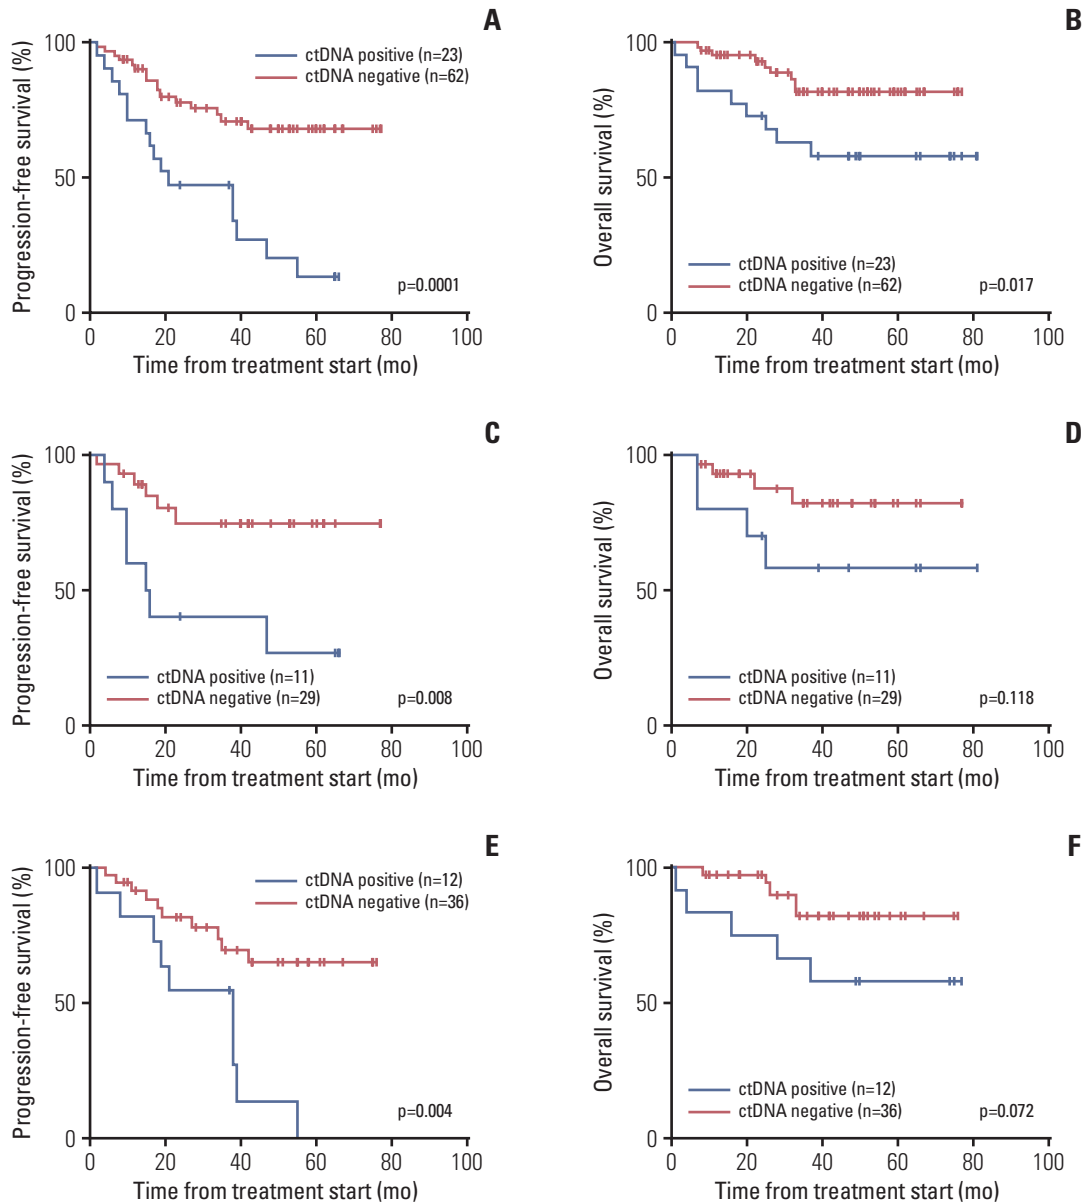 A
Progression-free survival (%)
100
50
0
ctDNA positive (n=23)
ctDNA negative (n=62)
p=0.0001
0 20 40 60 80 100
Time from treatment start (mo)
B
Overall survival (%)
100
50
0
ctDNA positive (n=23)
ctDNA negative (n=62)
p=0.017
0 20 40 60 80 100
Time from treatment start (mo)
C
Progression-free survival (%)
100
50
0
ctDNA positive (n=11)
ctDNA negative (n=29)
p=0.008
0 20 40 60 80 100
Time from treatment start (mo)
D
Overall survival (%)
100
50
0
ctDNA positive (n=11)
ctDNA negative (n=29)
p=0.118
0 20 40 60 80 100
Time from treatment start (mo)
E
Progression-free survival (%)
100
50
0
ctDNA positive (n=12)
ctDNA negative (n=36)
p=0.004
0 20 40 60 80 100
Time from treatment start (mo)
F
Overall survival (%)
100
50
0
ctDNA positive (n=12)
ctDNA negative (n=36)
p=0.072
0 20 40 60 80 100
Time from treatment start (mo)